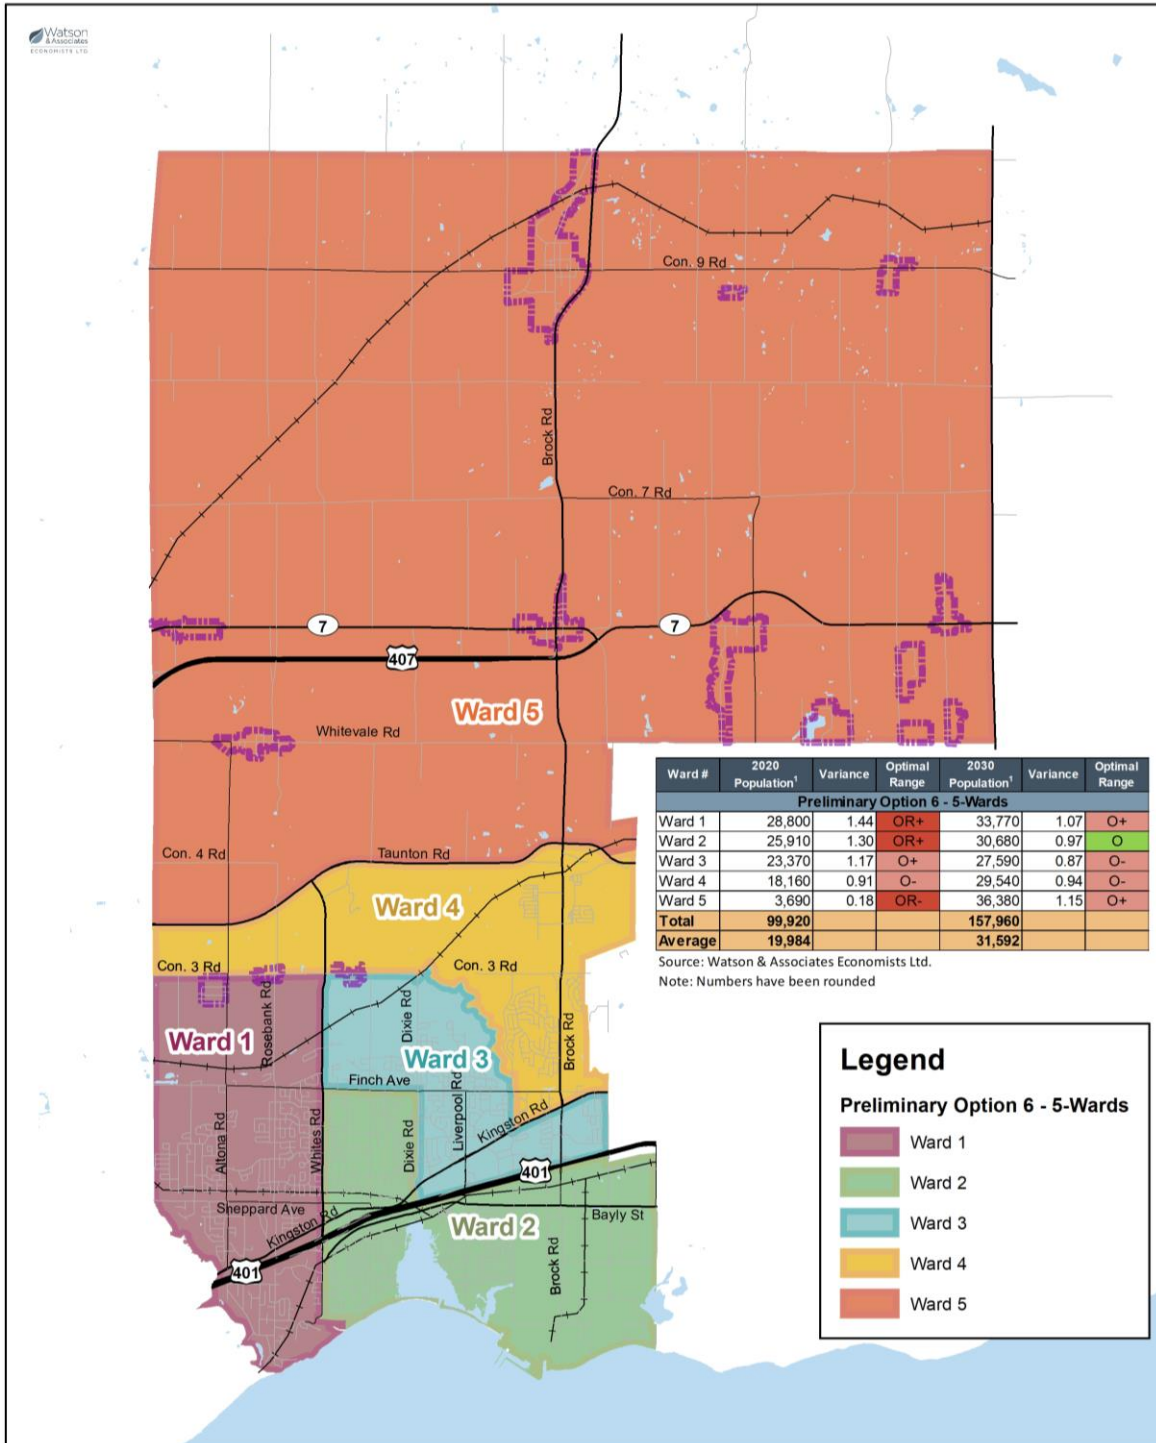 Watson
& Associates
ECONOMISTS LTD.
Con. 9 Rd
Brock Rd
Con. 7 Rd
7
7
407
Ward 5
Whitevale Rd
Ward # 2020 Population¹ Variance Optimal Range 2030 Population¹ Variance Optimal Range
Preliminary Option 6 - 5-Wards
Ward 1 28,800 1.44 OR+ 33,770 1.07 O+
Ward 2 25,910 1.30 OR+ 30,680 0.97 O
Ward 3 23,370 1.17 O+ 27,590 0.87 O-
Ward 4 18,160 0.91 O- 29,540 0.94 O-
Ward 5 3,690 0.18 OR- 36,380 1.15 O+
Total 99,920 157,960
Average 19,984 31,592
Source: Watson & Associates Economists Ltd.
Note: Numbers have been rounded
Con. 4 Rd
Taunton Rd
Ward 4
Con. 3 Rd
Con. 3 Rd
Rosebank Rd
Dixie Rd
Brock Rd
Ward 1
Ward 3
Finch Ave
Liverpool Rd
Kingston Rd
Altona Rd
Whites Rd
Dixie Rd
401
Sheppard Ave
Kingston Rd
Ward 2
Bayly St
401
Brock Rd
Legend
Preliminary Option 6 - 5-Wards
Ward 1
Ward 2
Ward 3
Ward 4
Ward 5